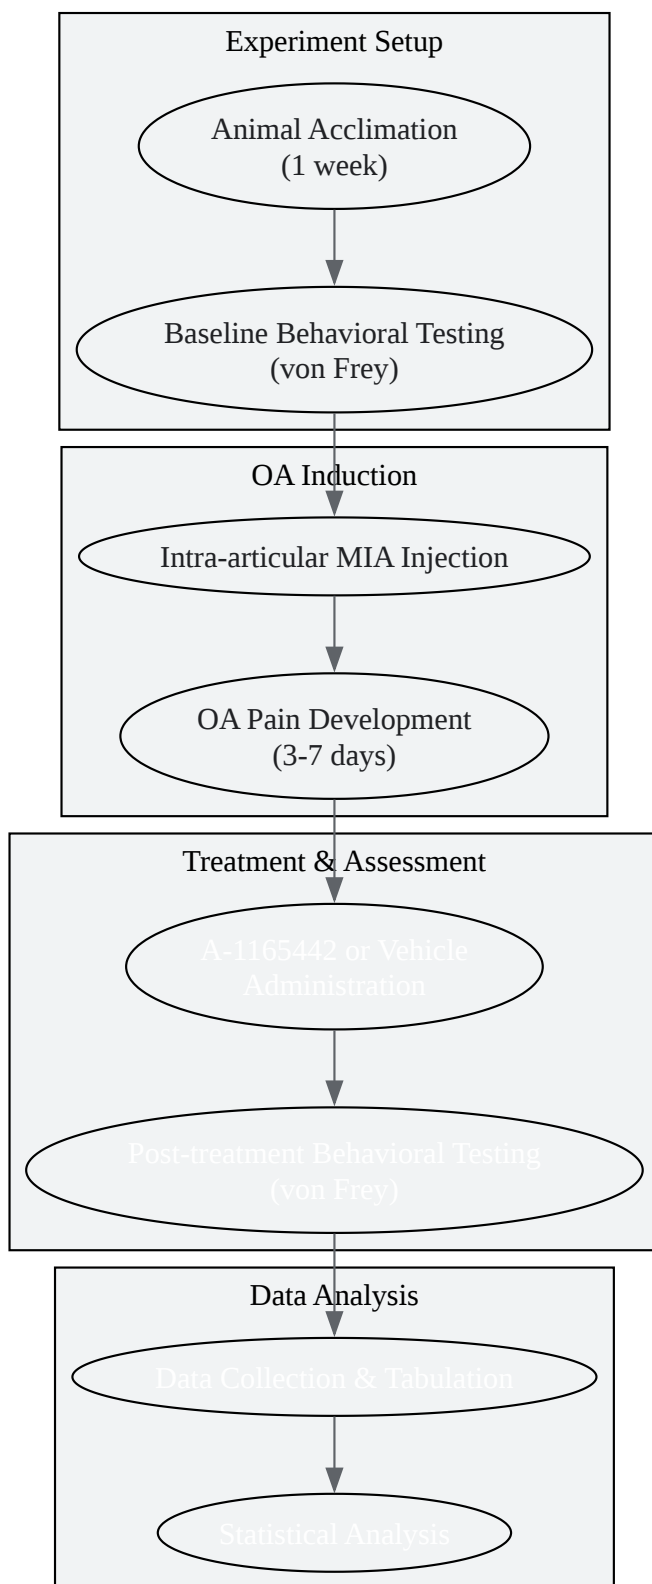 Experiment Setup
Animal Acclimation
(1 week)
Baseline Behavioral Testing
(von Frey)
OA Induction
Intra-articular MIA Injection
OA Pain Development
(3-7 days)
Treatment & Assessment
A-1165442 or Vehicle
Administration
Post-treatment Behavioral Testing
(von Frey)
Data Analysis
Data Collection & Tabulation
Statistical Analysis